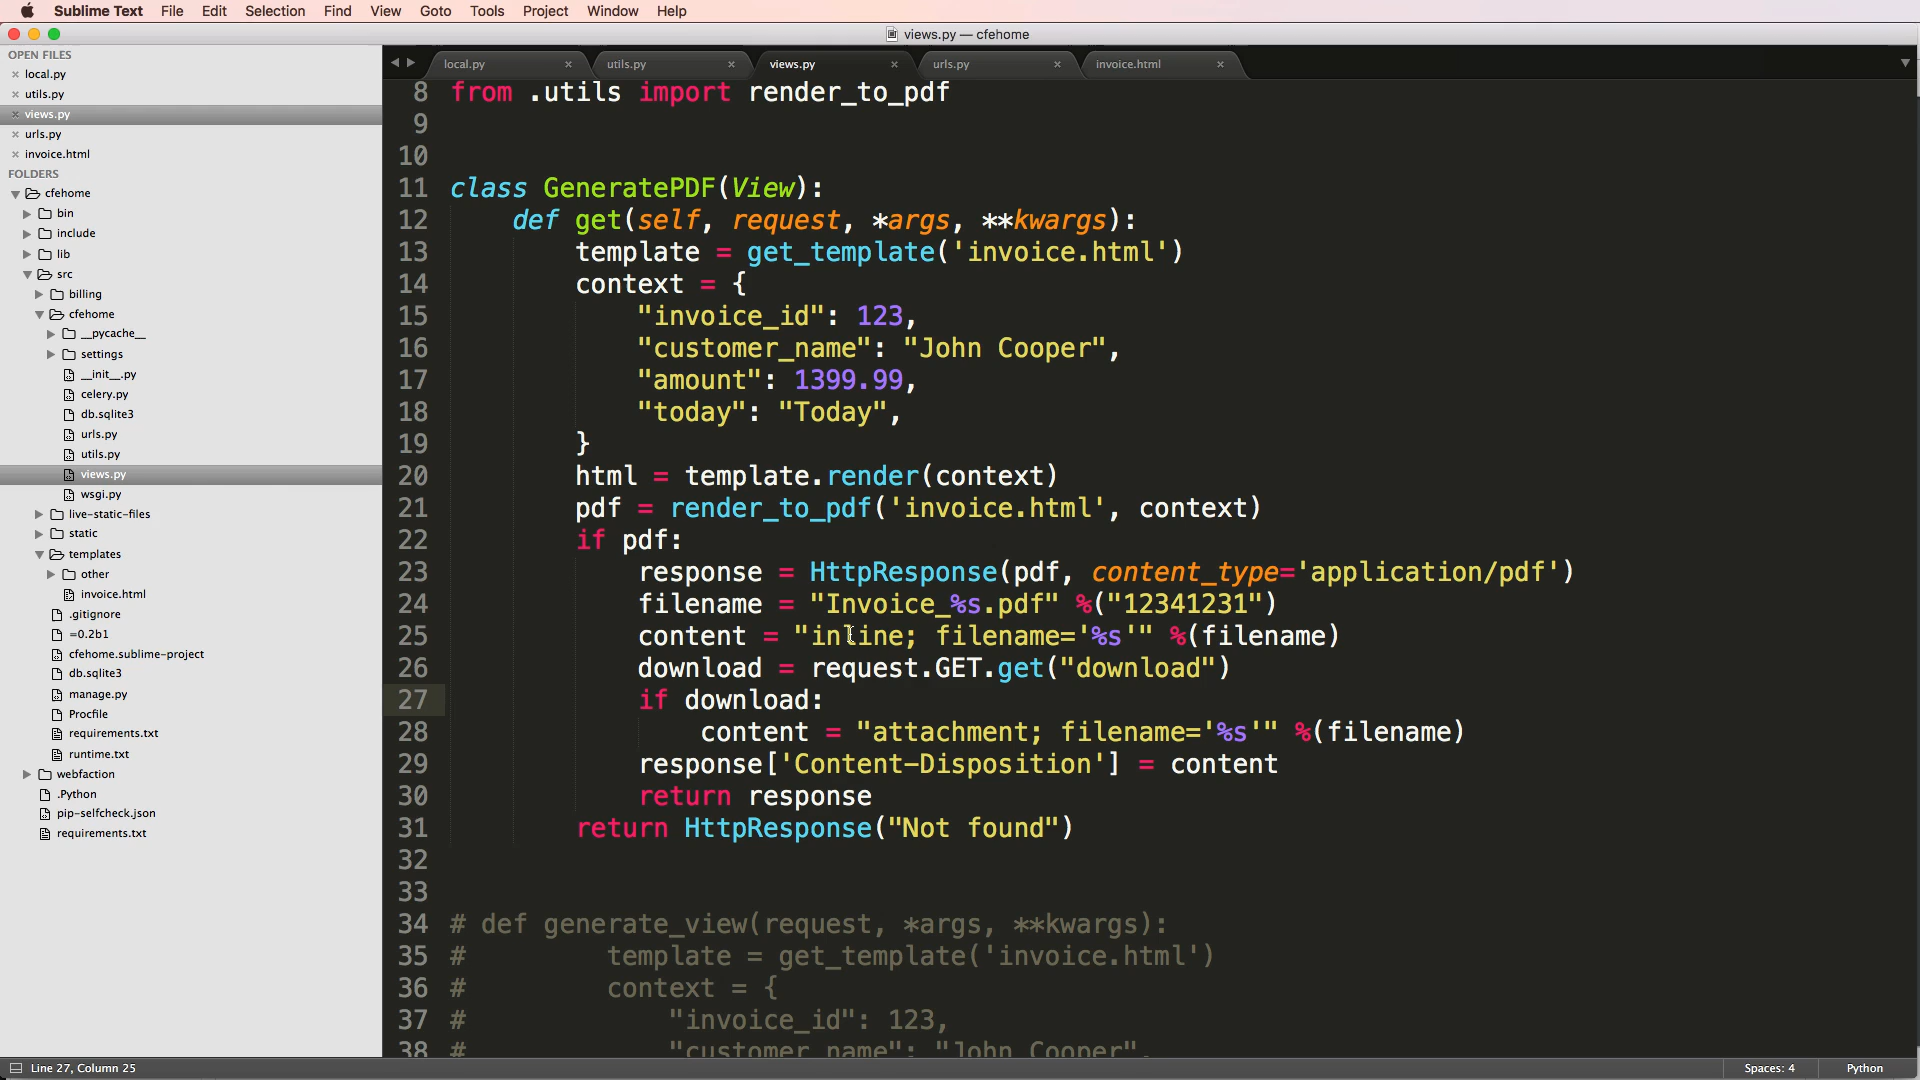 Sublime Text File Edit Selection Find View Goto Tools Project Window Help
views.py — cfehome
OPEN FILES
local.py
utils.py
views.py
urls.py
invoice.html
FOLDERS
cfehome
bin
include
lib
src
billing
cfehome
__pycache__
settings
__init__.py
celery.py
db.sqlite3
urls.py
utils.py
views.py
wsgi.py
live-static-files
static
templates
other
invoice.html
.gitignore
=0.2b1
cfehome.sublime-project
db.sqlite3
manage.py
Procfile
requirements.txt
runtime.txt
webfaction
.Python
pip-selfcheck.json
requirements.txt
local.py utils.py views.py urls.py invoice.html
8 from .utils import render_to_pdf
9
10
11 class GeneratePDF(View):
12 def get(self, request, *args, **kwargs):
13 template = get_template('invoice.html')
14 context = {
15 "invoice_id": 123,
16 "customer_name": "John Cooper",
17 "amount": 1399.99,
18 "today": "Today",
19 }
20 html = template.render(context)
21 pdf = render_to_pdf('invoice.html', context)
22 if pdf:
23 response = HttpResponse(pdf, content_type='application/pdf')
24 filename = "Invoice_%s.pdf" %("12341231")
25 content = "inline; filename='%s'" %(filename)
26 download = request.GET.get("download")
27 if download:
28 content = "attachment; filename='%s'" %(filename)
29 response['Content-Disposition'] = content
30 return response
31 return HttpResponse("Not found")
32
33
34 # def generate_view(request, *args, **kwargs):
35 # template = get_template('invoice.html')
36 # context = {
37 # "invoice_id": 123,
38 # "customer_name": "John Cooper",
Line 27, Column 25 Spaces: 4 Python